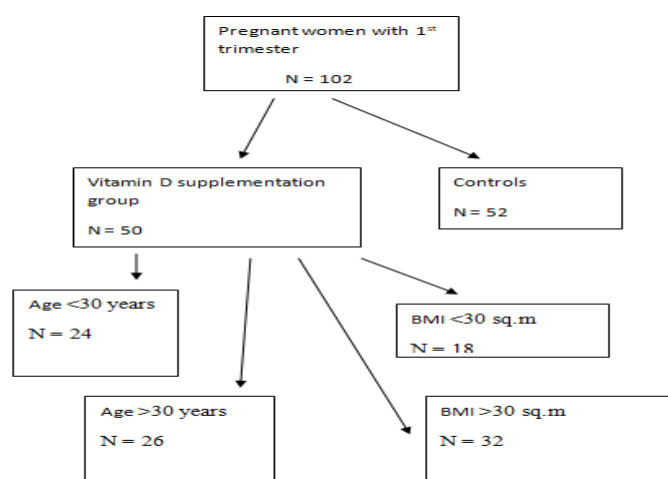 Pregnant women with 1st
trimester
N = 102
Vitamin D supplementation
group
N = 50
Controls
N = 52
Age <30 years
N = 24
BMI <30 sq.m
N = 18
Age >30 years
N = 26
BMI >30 sq.m
N = 32